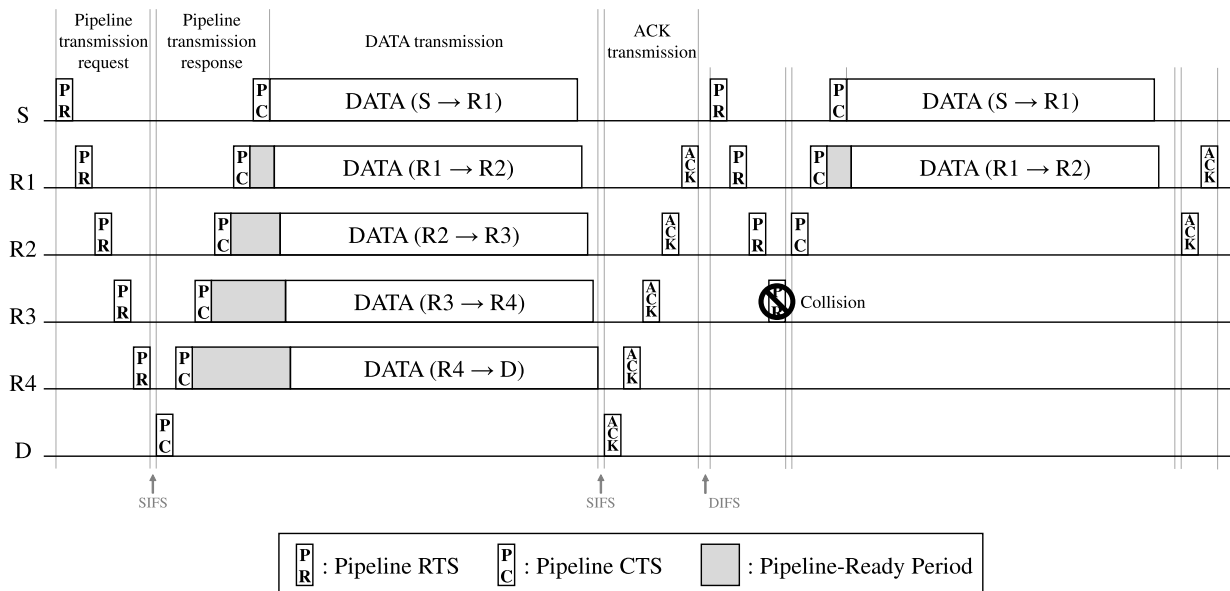 Pipeline
transmission
request
Pipeline
transmission
response
DATA transmission
ACK
transmission
S
P
R
P
C
DATA (S → R1)
P
R
P
C
DATA (S → R1)
R1
P
R
P
C
DATA (R1 → R2)
A
C
K
P
R
P
C
DATA (R1 → R2)
A
C
K
R2
P
R
P
C
DATA (R2 → R3)
A
C
K
P
R
P
C
A
C
K
R3
P
R
P
C
DATA (R3 → R4)
A
C
K
P
R
Collision
R4
P
R
P
C
DATA (R4 → D)
A
C
K
D
P
C
A
C
K
SIFS
SIFS
DIFS
P
R
: Pipeline RTS
P
C
: Pipeline CTS
: Pipeline-Ready Period